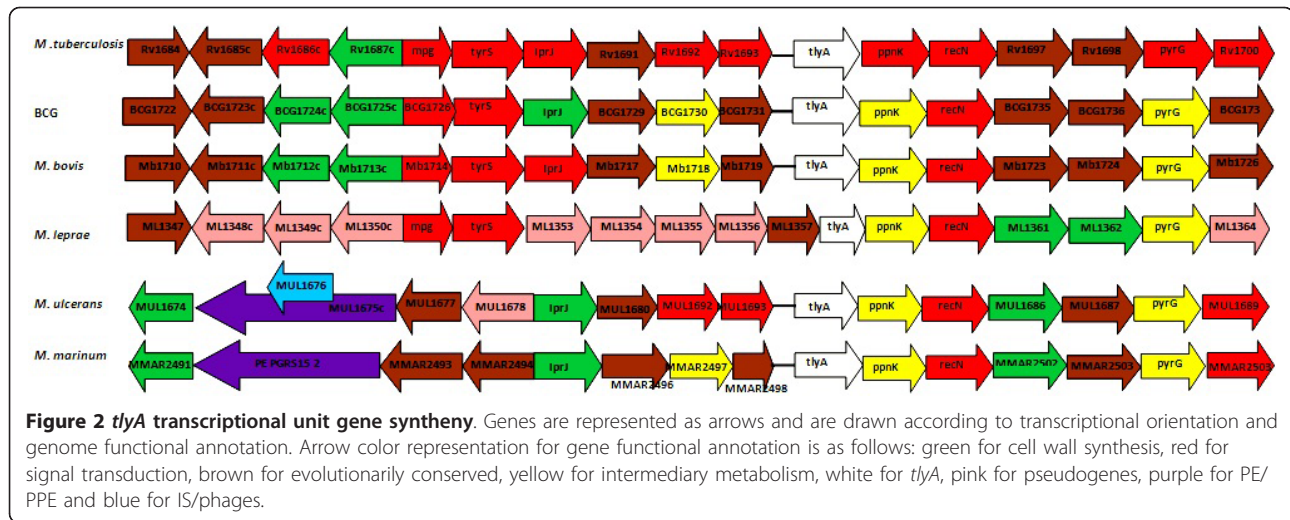 M .tuberculosis Rv1684 Rv1685c Rv1686c Rv1687c mpg tyrS lprJ Rv1691 Rv1692 Rv1693 tlyA ppnK recN Rv1697 Rv1698 pyrG Rv1700
BCG BCG1722 BCG1723c BCG1724c BCG1725c BCG1726 tyrS lprJ BCG1729 BCG1730 BCG1731 tlyA ppnK recN BCG1735 BCG1736 pyrG BCG173
M. bovis Mb1710 Mb1711c Mb1712c Mb1713c Mb1714 tyrS lprJ Mb1717 Mb1718 Mb1719 tlyA ppnK recN Mb1723 Mb1724 pyrG Mb1726
M. leprae ML1347 ML1348c ML1349c ML1350c mpg tyrS ML1353 ML1354 ML1355 ML1356 ML1357 tlyA ppnK recN ML1361 ML1362 pyrG ML1364
M. ulcerans MUL1674 MUL1676 MUL1675c MUL1677 MUL1678 lprJ MUL1680 MUL1692 MUL1693 tlyA ppnK recN MUL1686 MUL1687 pyrG MUL1689
M. marinum MMAR2491 PE PGRS15 2 MMAR2493 MMAR2494 lprJ MMAR2496 MMAR2497 MMAR2498 tlyA ppnK recN MMAR2502 MMAR2503 pyrG MMAR2503
Figure 2 tlyA transcriptional unit gene syntheny. Genes are represented as arrows and are drawn according to transcriptional orientation and
genome functional annotation. Arrow color representation for gene functional annotation is as follows: green for cell wall synthesis, red for
signal transduction, brown for evolutionarily conserved, yellow for intermediary metabolism, white for tlyA, pink for pseudogenes, purple for PE/
PPE and blue for IS/phages.